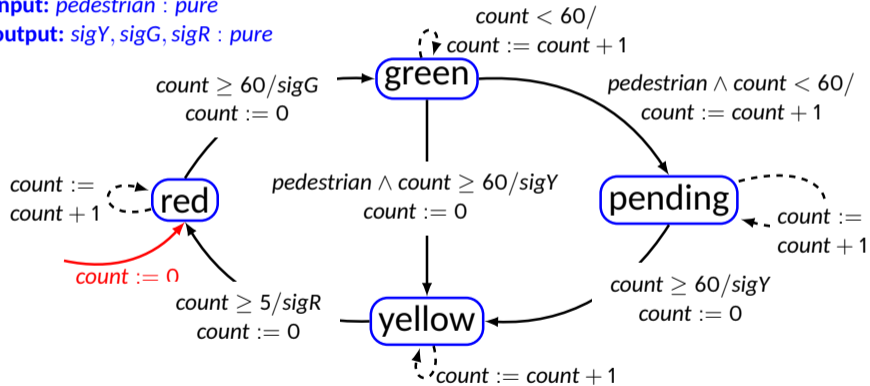 nput: pedestrian : pure
output: sigY, sigG, sigR : pure
count < 60/
count := count + 1
green
count ≥ 60/sigG
count := 0
pedestrian ∧ count < 60/
count := count + 1
count :=
count + 1
red
pedestrian ∧ count ≥ 60/sigY
count := 0
pending
count :=
count + 1
count := 0
count ≥ 5/sigR
count := 0
yellow
count ≥ 60/sigY
count := 0
count := count + 1